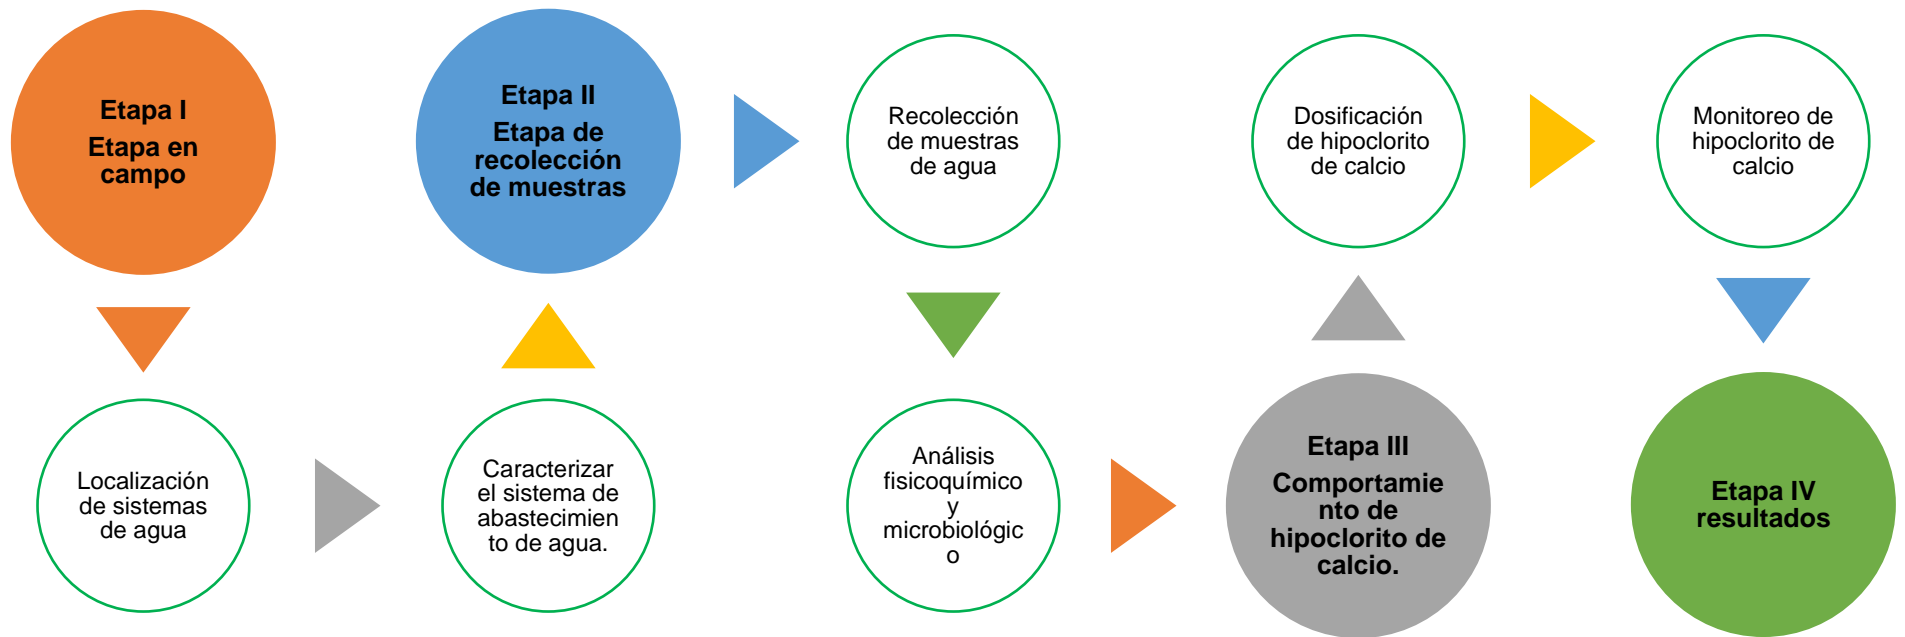 Etapa I
Etapa en
campo
Localización
de sistemas
de agua
Caracterizar
el sistema de
abastecimien
to de agua.
Etapa II
Etapa de
recolección
de muestras
Recolección
de muestras
de agua
Análisis
fisicoquímico
y
microbiológic
o
Etapa III
Comportamie
nto de
hipoclorito de
calcio.
Dosificación
de hipoclorito
de calcio
Monitoreo de
hipoclorito de
calcio
Etapa IV
resultados